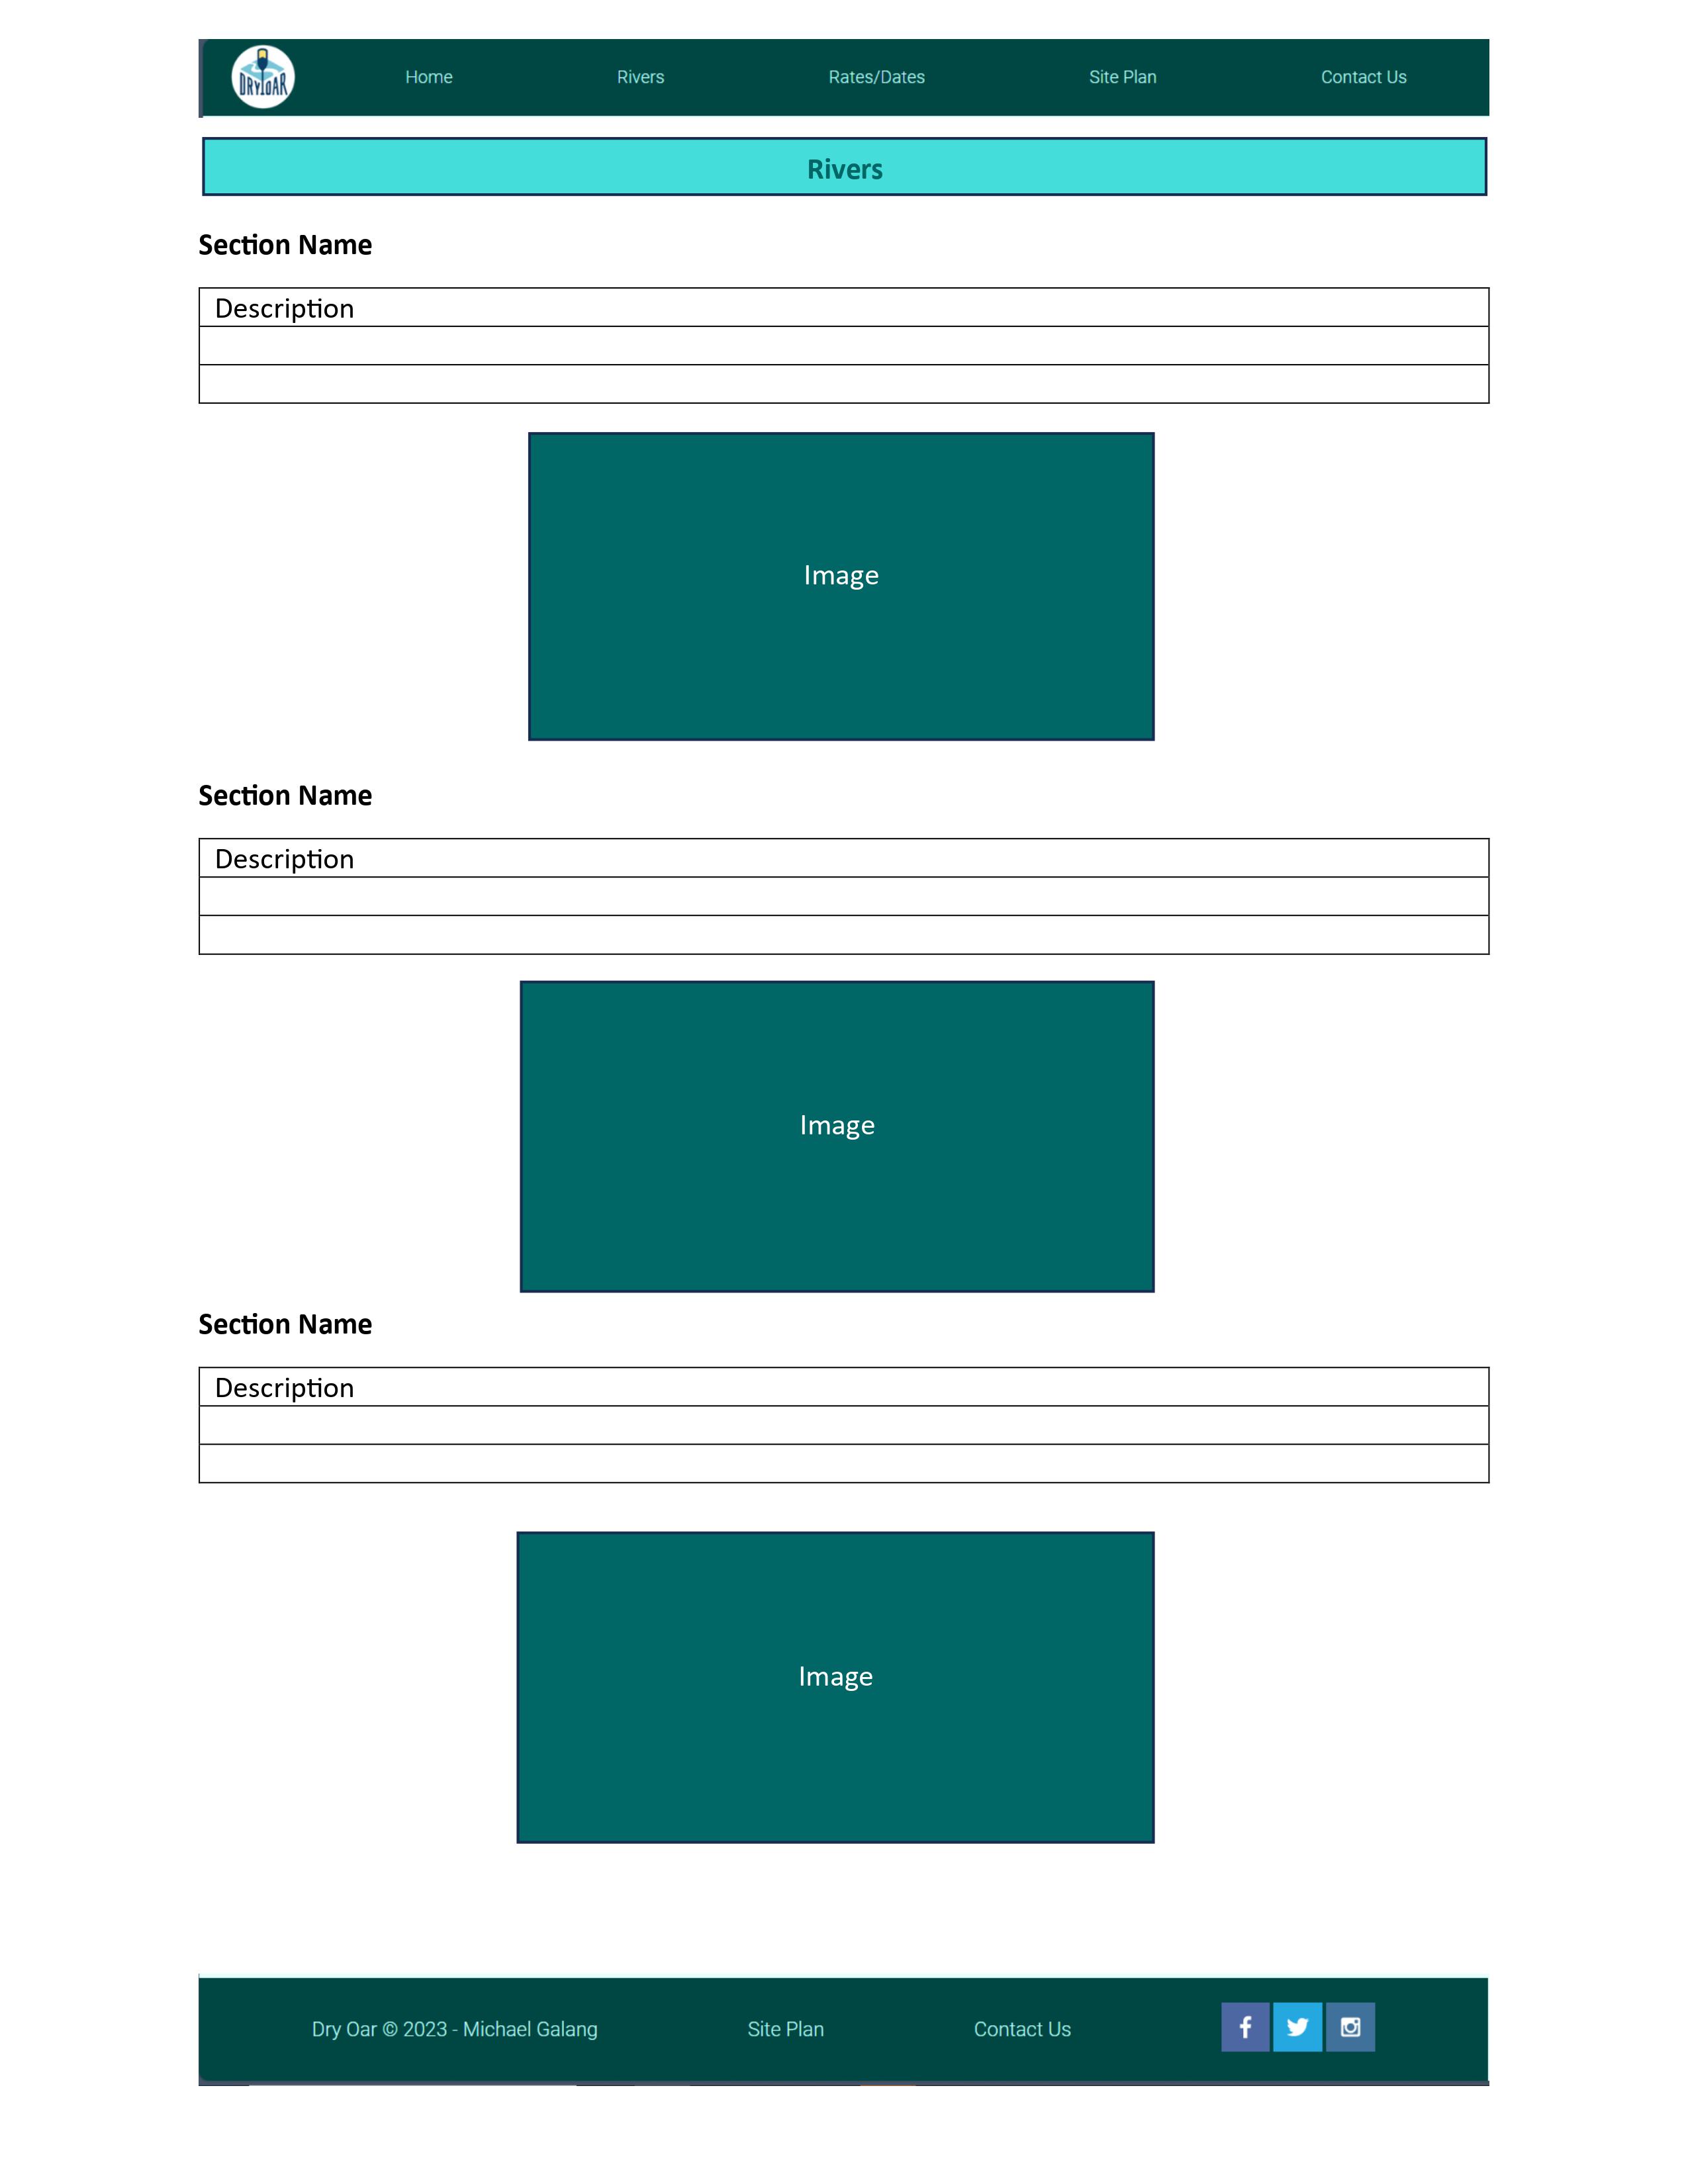 DRY OAR
Home Rivers Rates/Dates Site Plan Contact Us
Rivers
Section Name
Description
Image
Section Name
Description
Image
Section Name
Description
Image
Dry Oar © 2023 - Michael Galang Site Plan Contact Us f